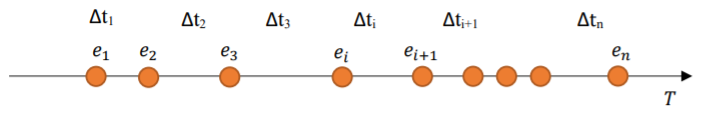 Δt₁ Δt₂ Δt₃ Δtᵢ Δtᵢ₊₁ Δtₙ
e₁ e₂ e₃ eᵢ eᵢ₊₁ eₙ
T